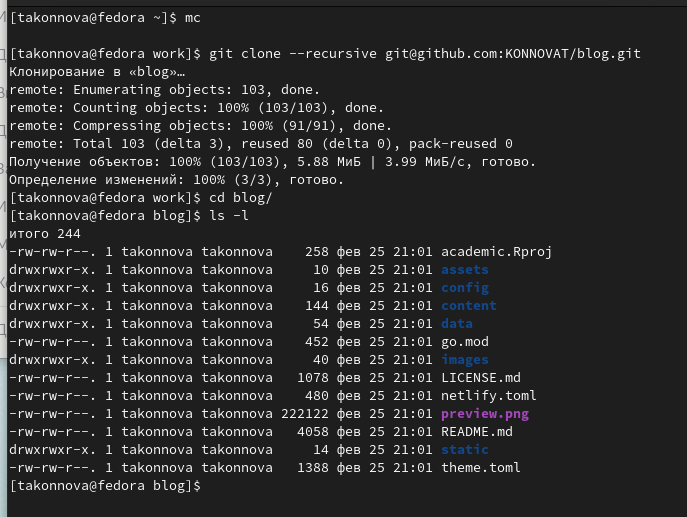 [takonnova@fedora ~]$ mc
[takonnova@fedora work]$ git clone --recursive git@github.com:KONNOVAT/blog.git
Клонирование в «blog»…
remote: Enumerating objects: 103, done.
remote: Counting objects: 100% (103/103), done.
remote: Compressing objects: 100% (91/91), done.
remote: Total 103 (delta 3), reused 80 (delta 0), pack-reused 0
Получение объектов: 100% (103/103), 5.88 МиБ | 3.99 МиБ/с, готово.
Определение изменений: 100% (3/3), готово.
[takonnova@fedora work]$ cd blog/
[takonnova@fedora blog]$ ls -l
итого 244
-rw-rw-r--. 1 takonnova takonnova    258 фев 25 21:01 academic.Rproj
drwxrwxr-x. 1 takonnova takonnova     10 фев 25 21:01 assets
drwxrwxr-x. 1 takonnova takonnova     16 фев 25 21:01 config
drwxrwxr-x. 1 takonnova takonnova    144 фев 25 21:01 content
drwxrwxr-x. 1 takonnova takonnova     54 фев 25 21:01 data
-rw-rw-r--. 1 takonnova takonnova    452 фев 25 21:01 go.mod
drwxrwxr-x. 1 takonnova takonnova     40 фев 25 21:01 images
-rw-rw-r--. 1 takonnova takonnova   1078 фев 25 21:01 LICENSE.md
-rw-rw-r--. 1 takonnova takonnova    480 фев 25 21:01 netlify.toml
-rw-rw-r--. 1 takonnova takonnova 222122 фев 25 21:01 preview.png
-rw-rw-r--. 1 takonnova takonnova   4058 фев 25 21:01 README.md
drwxrwxr-x. 1 takonnova takonnova     14 фев 25 21:01 static
-rw-rw-r--. 1 takonnova takonnova   1388 фев 25 21:01 theme.toml
[takonnova@fedora blog]$